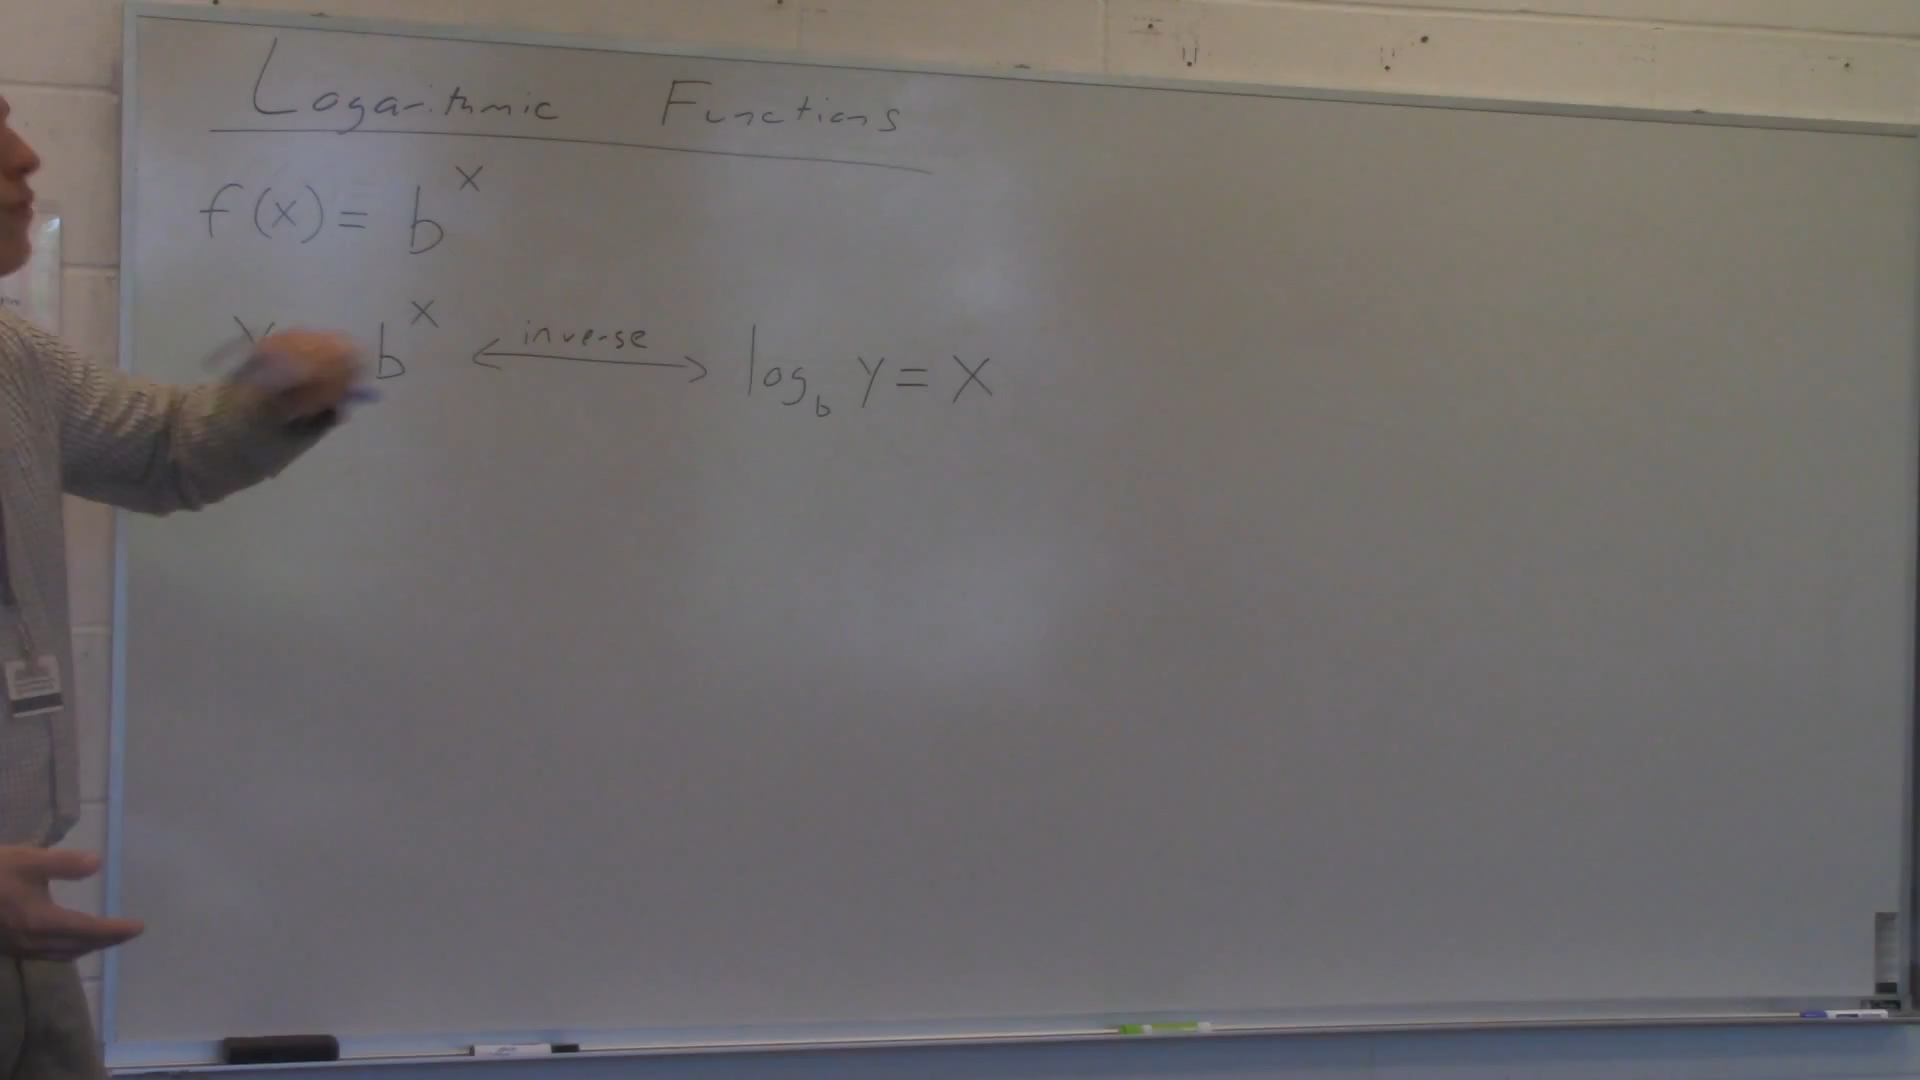 Logarithmic Functions
f(x) = b^x
y b^x <--inverse--> log_b y = x